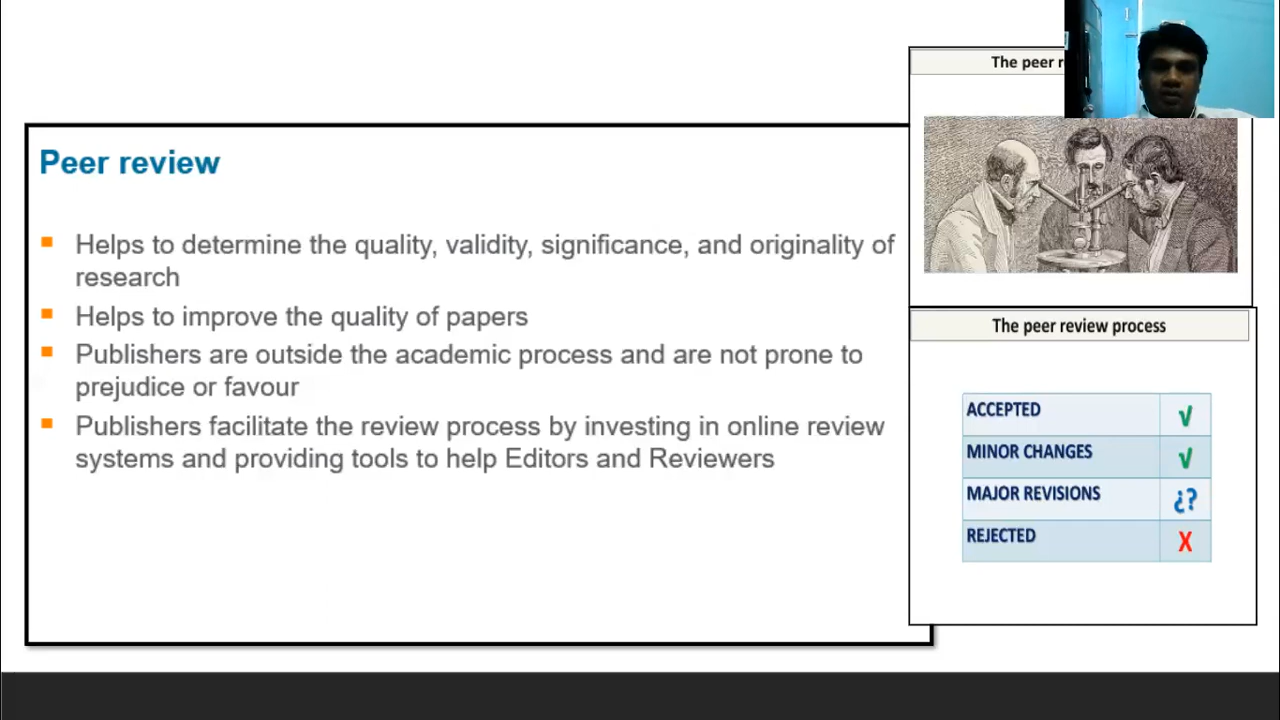 Peer review
Helps to determine the quality, validity, significance, and originality of
research
Helps to improve the quality of papers
Publishers are outside the academic process and are not prone to
prejudice or favour
Publishers facilitate the review process by investing in online review
systems and providing tools to help Editors and Reviewers
The peer
The peer review process
ACCEPTED √
MINOR CHANGES √
MAJOR REVISIONS ¿?
REJECTED X